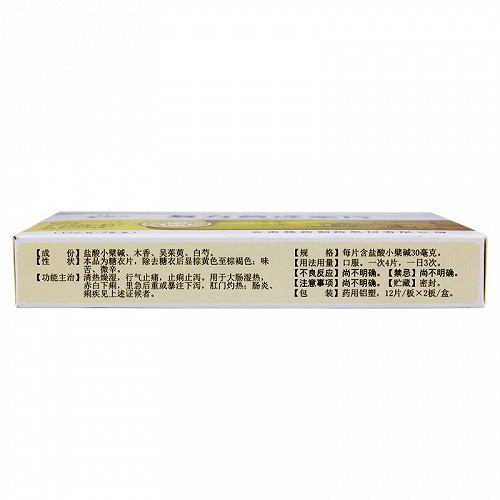 【成　　份】盐酸小檗碱、木香、吴茱萸、白芍。
【性　　状】本品为糖衣片，除去糖衣后显棕黄色至棕褐色；味
苦、微辛。
【功能主治】清热燥湿，行气止痛，止痢止泻。用于大肠湿热，
赤白下痢，里急后重或暴注下泻，肛门灼热；肠炎、
痢疾见上述证候者。
【规　　格】每片含盐酸小檗碱30毫克。
【用法用量】口服。一次4片，一日3次。
【不良反应】尚不明确。【禁忌】尚不明确。
【注意事项】尚不明确。【贮藏】密封。
【包　　装】药用铝塑，12片/板×2板/盒。